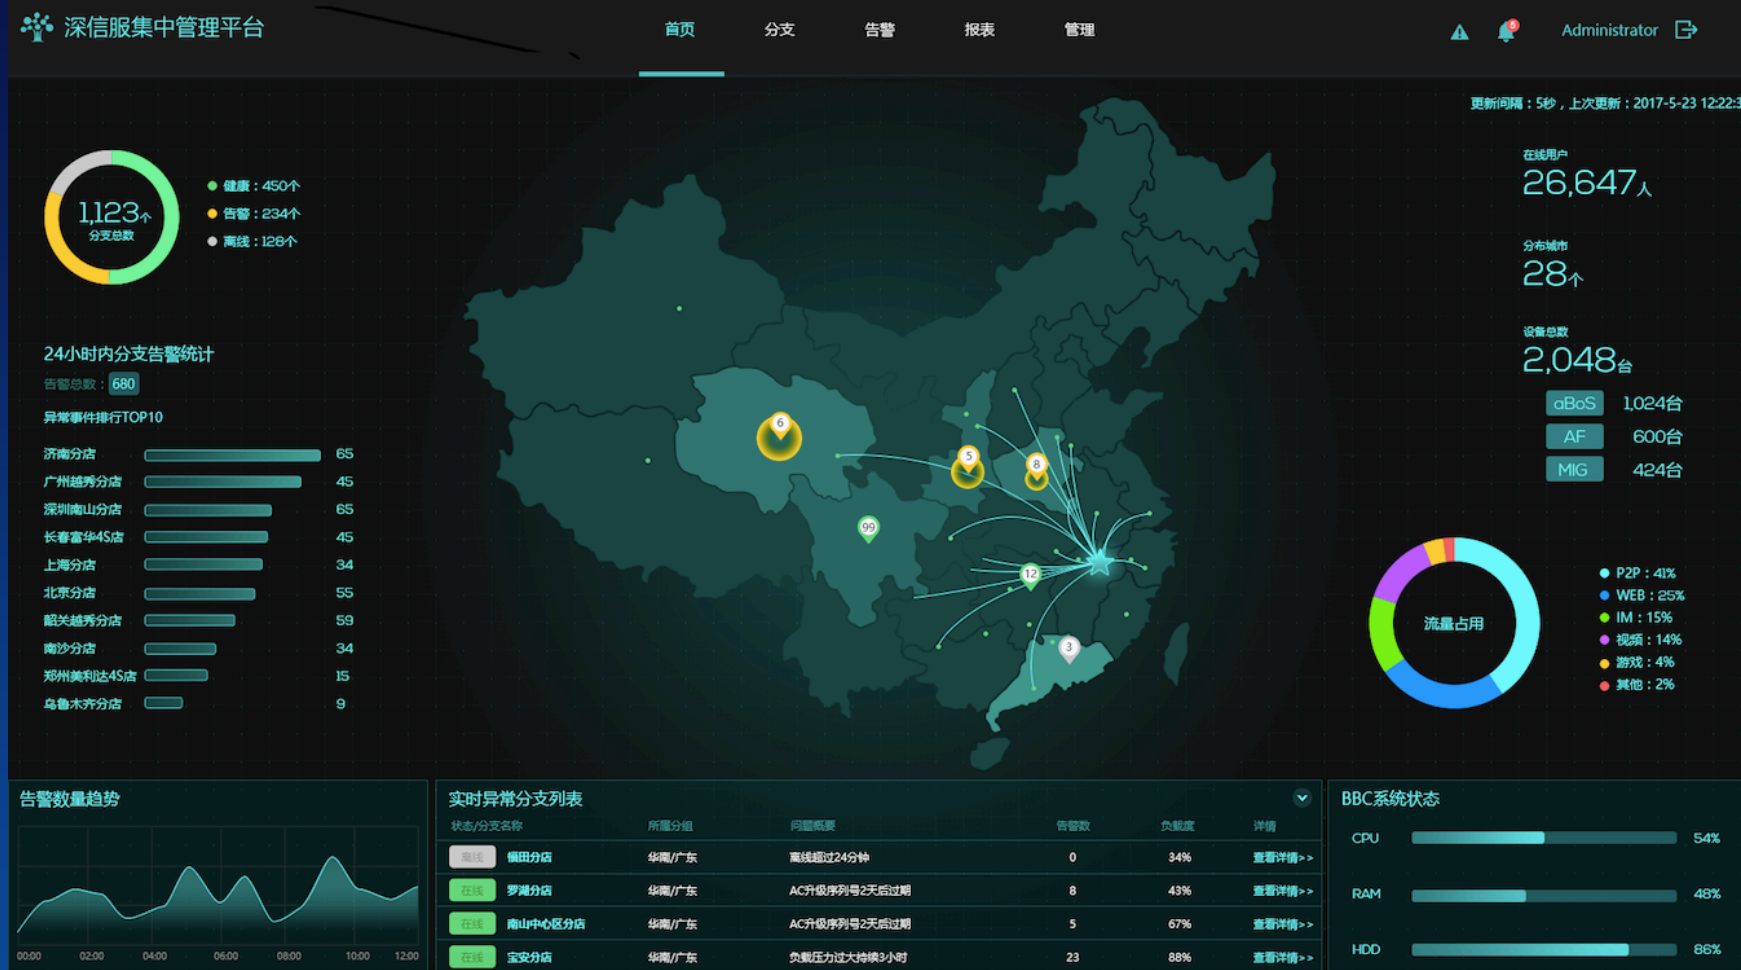 深信服集中管理平台
首页 分支 告警 报表 管理
8
Administrator
更新间隔：5秒，上次更新：2017-5-23 12:22:3
1,123个
分支总数
健康：450个
告警：234个
离线：128个
24小时内分支告警统计
告警总数：680
异常事件排行TOP10
济南分店 65
广州越秀分店 45
深圳南山分店 65
长春富华4S店 45
上海分店 34
北京分店 55
韶关越秀分店 59
南沙分店 34
郑州美利达4S店 15
乌鲁木齐分店 9
6
5
8
99
12
3
在线用户
26,647人
分布城市
28个
设备总数
2,048台
aBoS 1,024台
AF 600台
MIG 424台
流量占用
P2P：41%
WEB：25%
IM：15%
视频：14%
游戏：4%
其他：2%
告警数量趋势
00:00 02:00 04:00 06:00 08:00 10:00 12:00
实时异常分支列表
状态/分支名称 所属分组 问题概要 告警数 负载度 详情
离线 福田分店 华南/广东 离线超过24分钟 0 34% 查看详情>>
在线 罗湖分店 华南/广东 AC升级序列号2天后过期 8 43% 查看详情>>
在线 南山中心区分店 华南/广东 AC升级序列号2天后过期 5 67% 查看详情>>
在线 宝安分店 华南/广东 负载压力过大持续3小时 23 88% 查看详情>>
BBC系统状态
CPU 54%
RAM 48%
HDD 86%